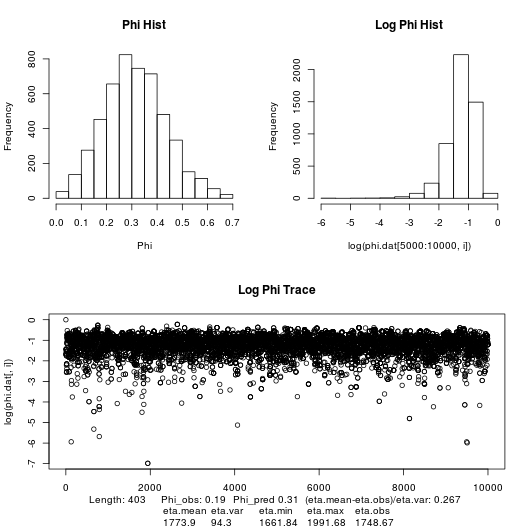 Phi Hist
Frequency
0 200 400 600 800
0.0 0.1 0.2 0.3 0.4 0.5 0.6 0.7
Phi
Log Phi Hist
Frequency
0 500 1000 1500 2000
-6 -5 -4 -3 -2 -1 0
log(phi.dat[5000:10000, i])
Log Phi Trace
log(phi.dat[, i])
0 -1 -2 -3 -4 -5 -6 -7
0 2000 4000 6000 8000 10000
Length: 403 Phi_obs: 0.19 Phi_pred 0.31 (eta.mean-eta.obs)/eta.var: 0.267
eta.mean eta.var eta.min eta.max eta.obs
1773.9 94.3 1661.84 1991.68 1748.67